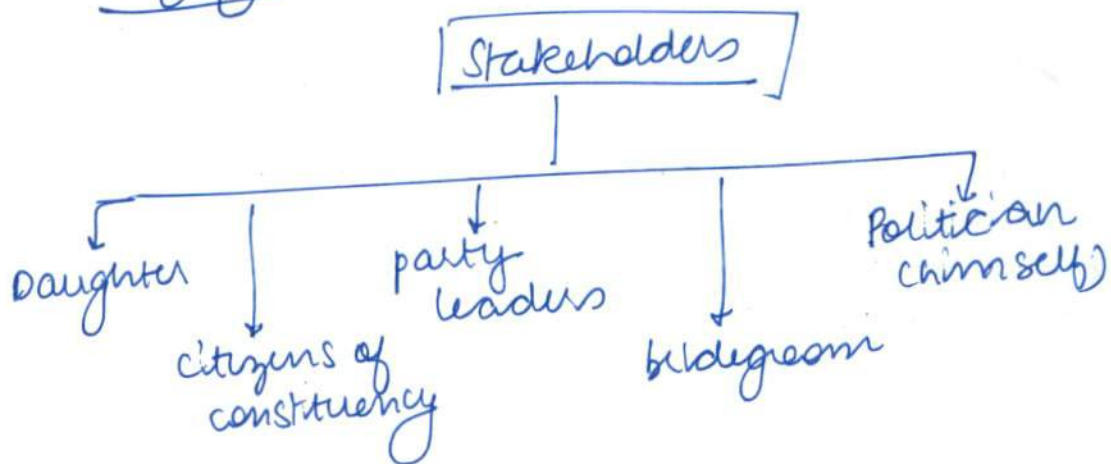 Stakeholders
Daughter
citizens of
constituency
party
leaders
bridegroom
Politician
(himself)